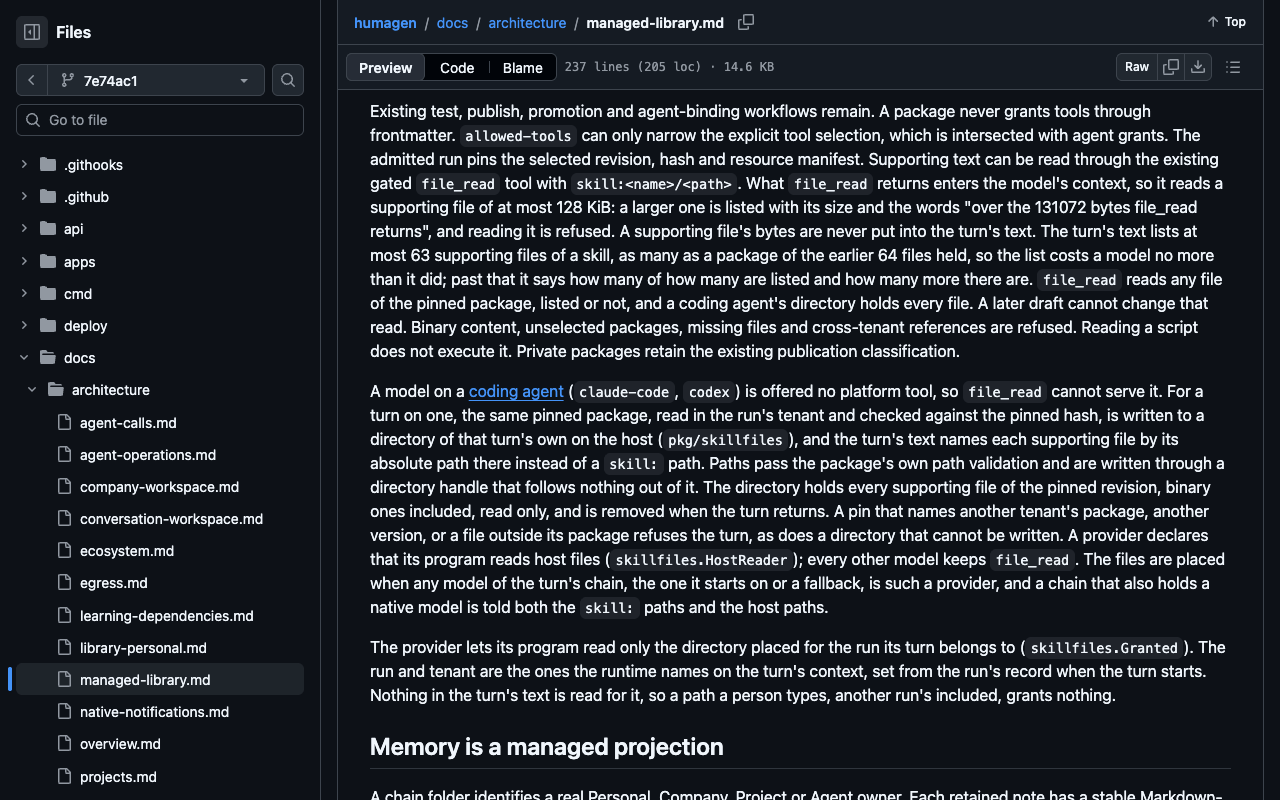 Files
7e74ac1
Go to file
.githooks
.github
api
apps
cmd
deploy
docs
architecture
agent-calls.md
agent-operations.md
company-workspace.md
conversation-workspace.md
ecosystem.md
egress.md
learning-dependencies.md
library-personal.md
managed-library.md
native-notifications.md
overview.md
projects.md
humagen / docs / architecture / managed-library.md
Top
Preview Code Blame 237 lines (205 loc) · 14.6 KB
Raw
Existing test, publish, promotion and agent-binding workflows remain. A package never grants tools through
frontmatter. allowed-tools can only narrow the explicit tool selection, which is intersected with agent grants. The
admitted run pins the selected revision, hash and resource manifest. Supporting text can be read through the existing
gated file_read tool with skill:<name>/<path>. What file_read returns enters the model's context, so it reads a
supporting file of at most 128 KiB: a larger one is listed with its size and the words "over the 131072 bytes file_read
returns", and reading it is refused. A supporting file's bytes are never put into the turn's text. The turn's text lists at
most 63 supporting files of a skill, as many as a package of the earlier 64 files held, so the list costs a model no more
than it did; past that it says how many of how many are listed and how many more there are. file_read reads any file
of the pinned package, listed or not, and a coding agent's directory holds every file. A later draft cannot change that
read. Binary content, unselected packages, missing files and cross-tenant references are refused. Reading a script
does not execute it. Private packages retain the existing publication classification.
A model on a coding agent (claude-code, codex) is offered no platform tool, so file_read cannot serve it. For a
turn on one, the same pinned package, read in the run's tenant and checked against the pinned hash, is written to a
directory of that turn's own on the host (pkg/skillfiles), and the turn's text names each supporting file by its
absolute path there instead of a skill: path. Paths pass the package's own path validation and are written through a
directory handle that follows nothing out of it. The directory holds every supporting file of the pinned revision, binary
ones included, read only, and is removed when the turn returns. A pin that names another tenant's package, another
version, or a file outside its package refuses the turn, as does a directory that cannot be written. A provider declares
that its program reads host files (skillfiles.HostReader); every other model keeps file_read. The files are placed
when any model of the turn's chain, the one it starts on or a fallback, is such a provider, and a chain that also holds a
native model is told both the skill: paths and the host paths.
The provider lets its program read only the directory placed for the run its turn belongs to (skillfiles.Granted). The
run and tenant are the ones the runtime names on the turn's context, set from the run's record when the turn starts.
Nothing in the turn's text is read for it, so a path a person types, another run's included, grants nothing.
Memory is a managed projection
A chain folder identifies a real Personal, Company, Project or Agent owner. Each retained note has a stable Markdown-